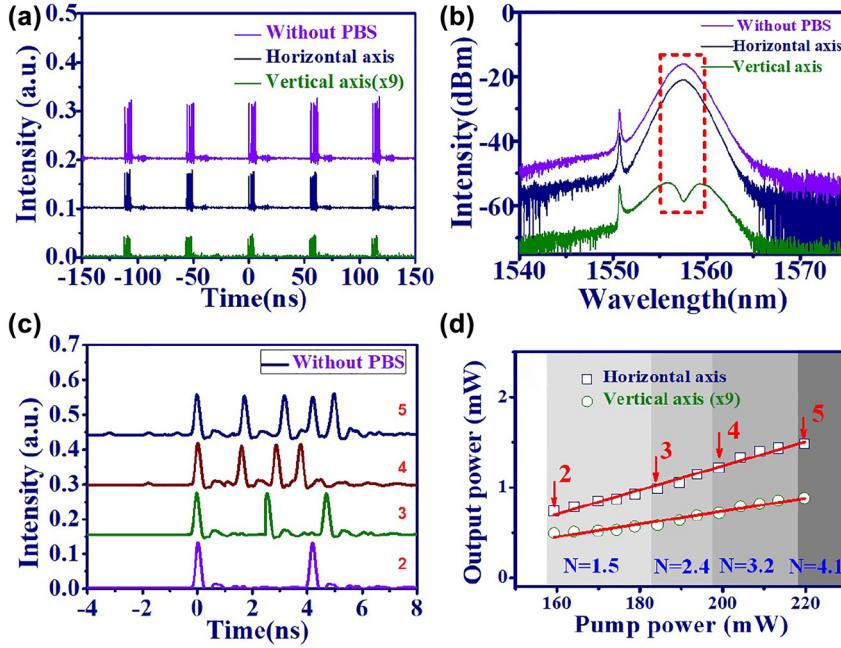 (a)
Without PBS
Horizontal axis
Vertical axis(x9)
Intensity (a.u.)
0.5
0.4
0.3
0.2
0.1
0.0
-150 -100 -50 0 50 100 150
Time(ns)
(b)
Without PBS
Horizontal axis
Vertical axis
Intensity(dBm)
0
-20
-40
-60
1540 1550 1560 1570
Wavelength(nm)
(c)
Without PBS
Intensity (a.u.)
0.7
0.6
0.5
0.4
0.3
0.2
0.1
0.0
5
4
3
2
-4 -2 0 2 4 6 8
Time(ns)
(d)
Horizontal axis
Vertical axis (x9)
Output power (mW)
2
1
0
2
3
4
5
N=1.5 N=2.4 N=3.2 N=4.1
160 180 200 220
Pump power (mW)